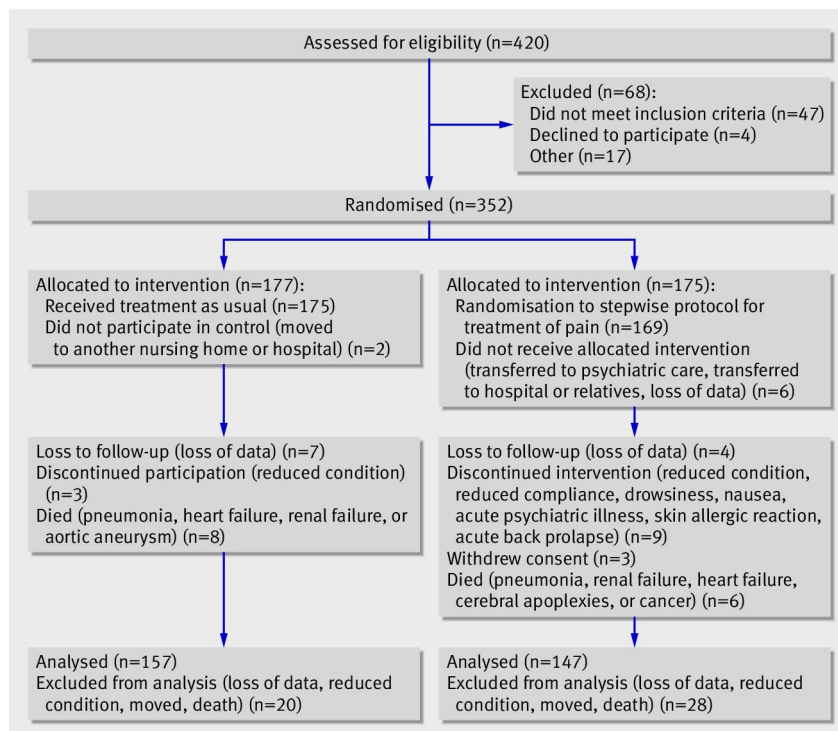 Assessed for eligibility (n=420)
Excluded (n=68):
Did not meet inclusion criteria (n=47)
Declined to participate (n=4)
Other (n=17)
Randomised (n=352)
Allocated to intervention (n=177):
Received treatment as usual (n=175)
Did not participate in control (moved
to another nursing home or hospital) (n=2)
Allocated to intervention (n=175):
Randomisation to stepwise protocol for
treatment of pain (n=169)
Did not receive allocated intervention
(transferred to psychiatric care, transferred
to hospital or relatives, loss of data) (n=6)
Loss to follow-up (loss of data) (n=7)
Discontinued participation (reduced condition)
(n=3)
Died (pneumonia, heart failure, renal failure, or
aortic aneurysm) (n=8)
Loss to follow-up (loss of data) (n=4)
Discontinued intervention (reduced condition,
reduced compliance, drowsiness, nausea,
acute psychiatric illness, skin allergic reaction,
acute back prolapse) (n=9)
Withdrew consent (n=3)
Died (pneumonia, renal failure, heart failure,
cerebral apoplexies, or cancer) (n=6)
Analysed (n=157)
Excluded from analysis (loss of data, reduced
condition, moved, death) (n=20)
Analysed (n=147)
Excluded from analysis (loss of data, reduced
condition, moved, death) (n=28)